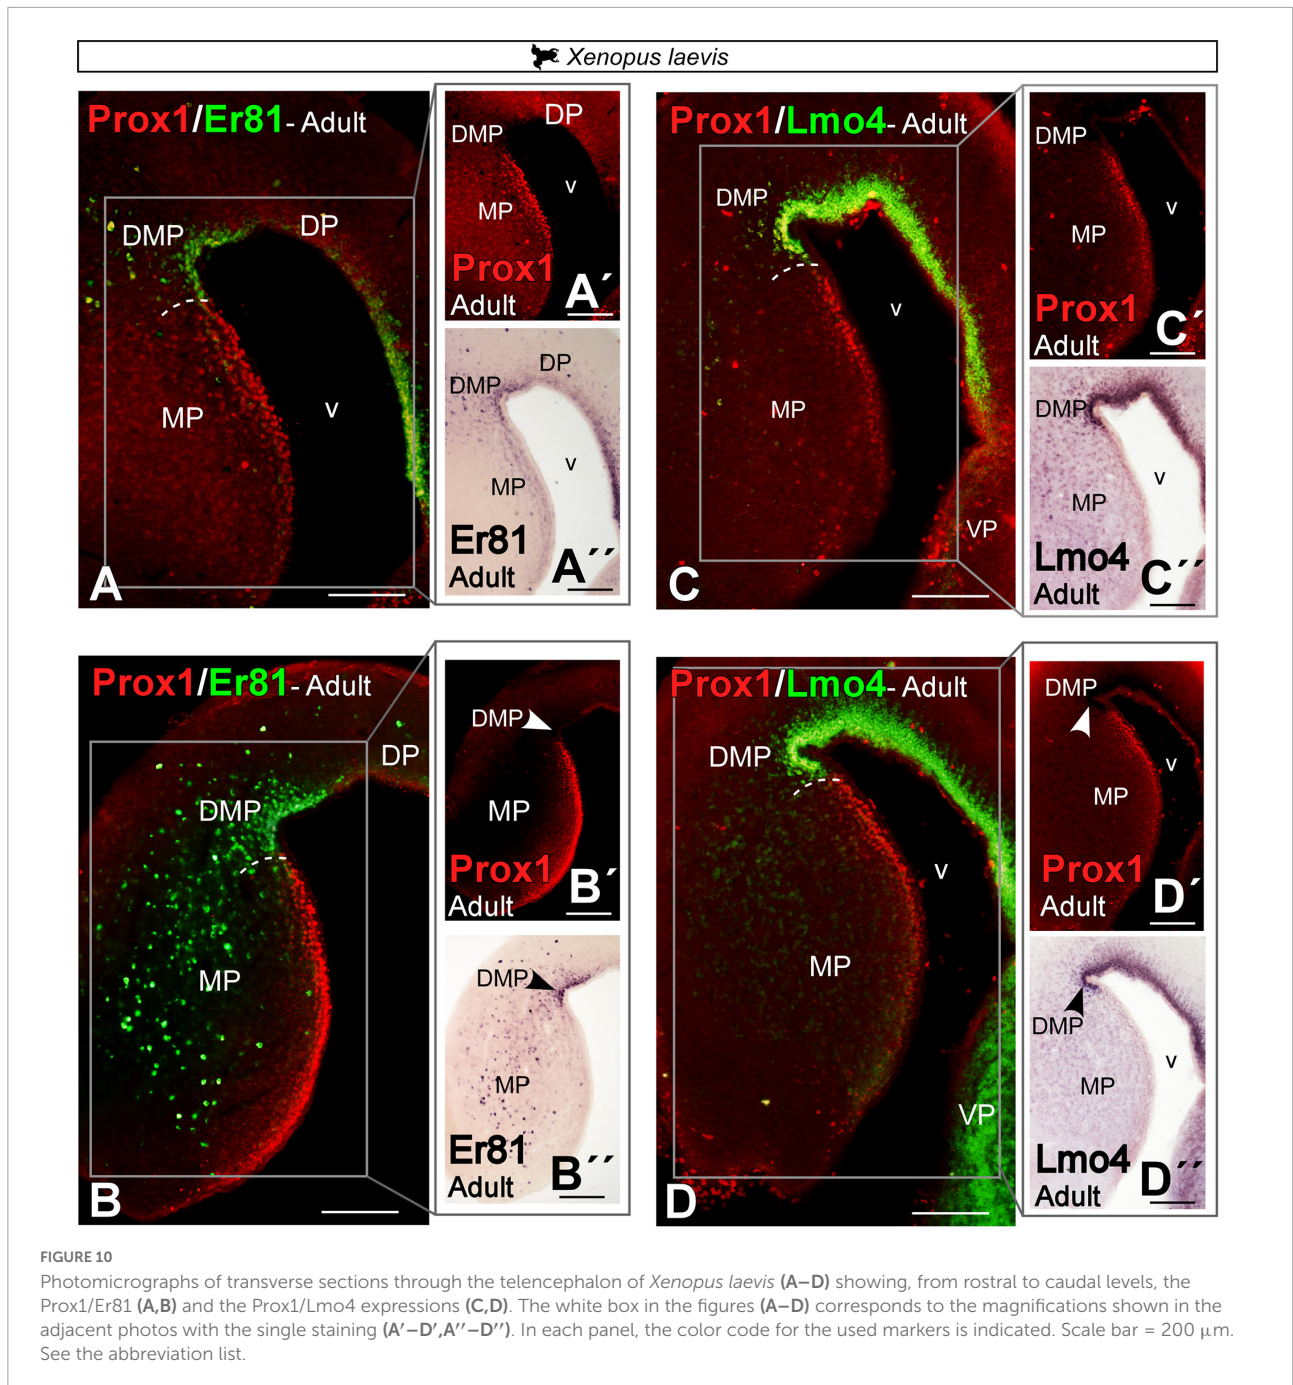 Xenopus laevis
Prox1/Er81- Adult
DMP
DP
MP
v
A
DP
DMP
v
MP
Prox1
Adult
A´
DP
DMP
v
MP
Er81
Adult
A´´
Prox1/Lmo4- Adult
DMP
v
MP
VP
C
DMP
v
MP
Prox1
Adult
C´
DMP
v
MP
Lmo4
Adult
C´´
Prox1/Er81- Adult
DP
DMP
MP
B
DMP
MP
Prox1
Adult
B´
DMP
MP
Er81
Adult
B´´
Prox1/Lmo4- Adult
DMP
v
MP
VP
D
DMP
v
MP
Prox1
Adult
D´
DMP
v
MP
Lmo4
Adult
D´´
FIGURE 10
Photomicrographs of transverse sections through the telencephalon of Xenopus laevis (A–D) showing, from rostral to caudal levels, the
Prox1/Er81 (A,B) and the Prox1/Lmo4 expressions (C,D). The white box in the figures (A–D) corresponds to the magnifications shown in the
adjacent photos with the single staining (A′–D′,A′′–D′′). In each panel, the color code for the used markers is indicated. Scale bar = 200 μm.
See the abbreviation list.